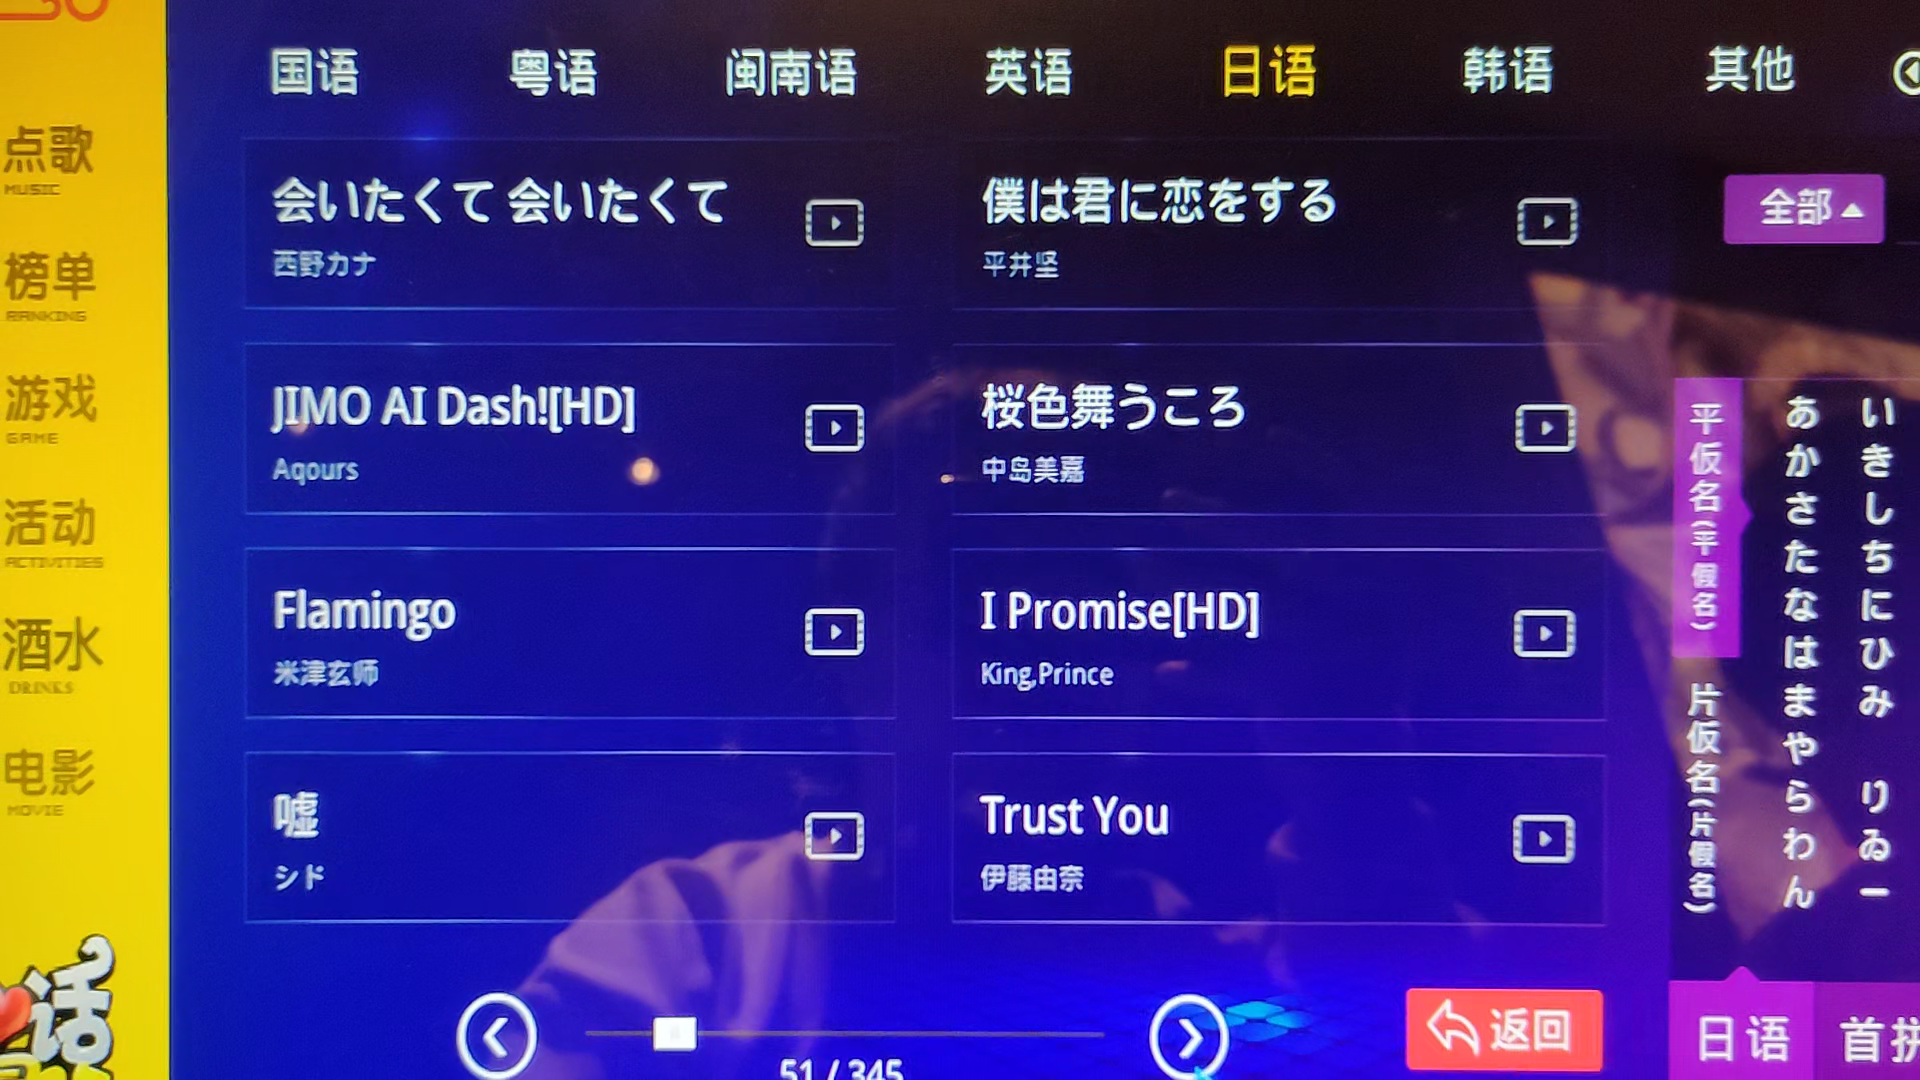 国语 粤语 闽南语 英语 日语 韩语 其他
点歌
MUSIC
榜单
RANKING
游戏
GAME
活动
ACTIVITIES
酒水
DRINKS
电影
MOVIE
话
会いたくて 会いたくて
西野カナ
僕は君に恋をする
平井坚
JIMO AI Dash![HD]
Aqours
桜色舞うころ
中岛美嘉
Flamingo
米津玄师
I Promise[HD]
King,Prince
嘘
シド
Trust You
伊藤由奈
51 / 345
返回
全部
平仮名(平假名)
片仮名(片假名)
あかさたなはまやらわん
いきしちにひみ りゐー
日语
首拼